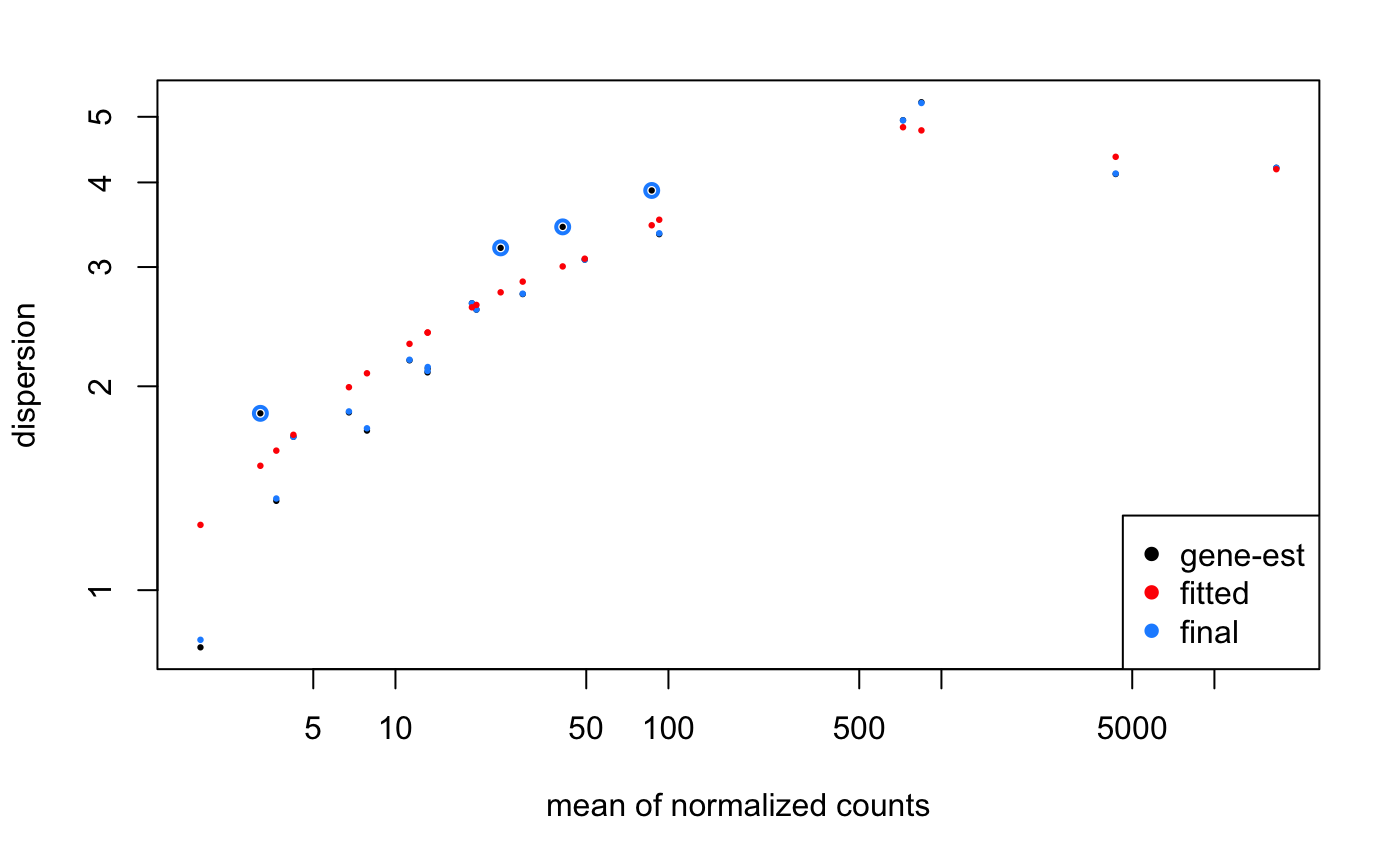 5
4
3
2
1
dispersion
gene-est
fitted
final
5 10 50 100 500 5000
mean of normalized counts